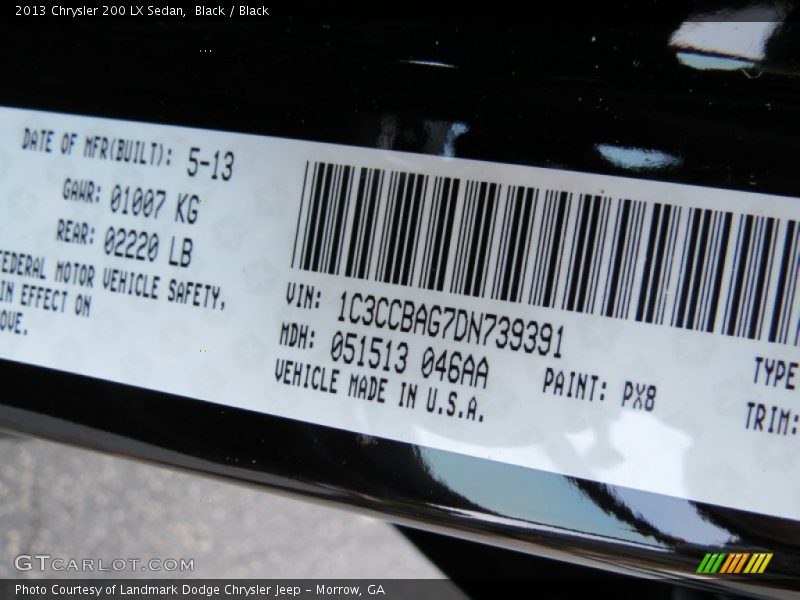 2013 Chrysler 200 LX Sedan, Black / Black
DATE OF MFR(BUILT): 5-13
GAWR: 01007 KG
REAR: 02220 LB
FEDERAL MOTOR VEHICLE SAFETY,
IN EFFECT ON
OVE.
VIN: 1C3CCBAG7DN739391
MDH: 051513 046AA
VEHICLE MADE IN U.S.A.
PAINT: PX8
TYPE
TRIM:
GTCARLOT.COM
Photo Courtesy of Landmark Dodge Chrysler Jeep - Morrow, GA